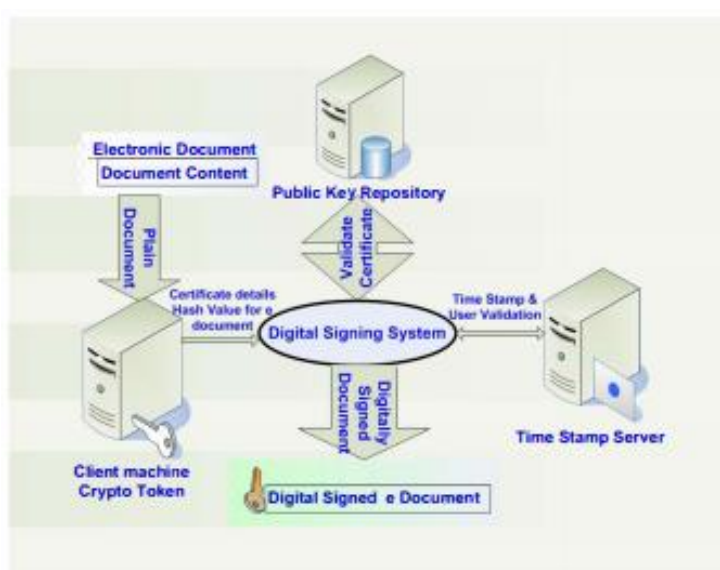 Electronic Document
Document Content
Public Key Repository
Plain
Document
Validate
Certificate
Certificate details
Hash Value for e
document
Digital Signing System
Time Stamp &
User Validation
Digitally
Signed
Document
Time Stamp Server
Client machine
Crypto Token
Digital Signed e Document